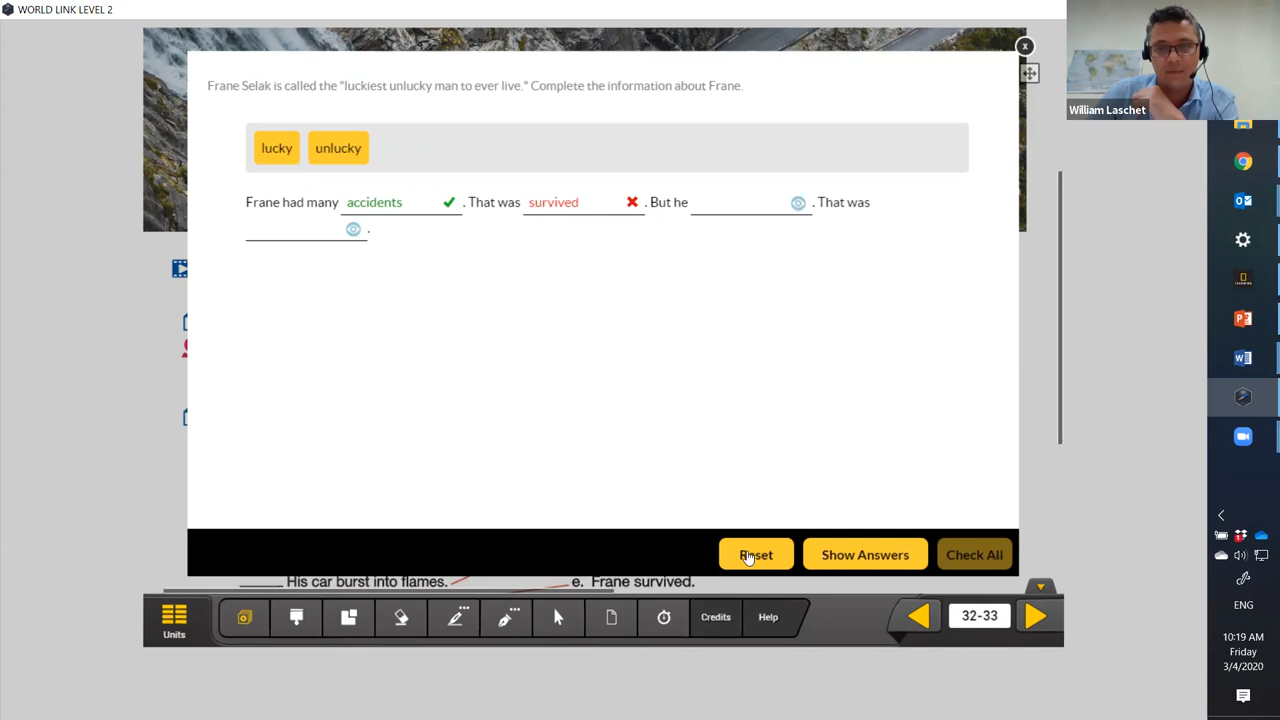 WORLD LINK LEVEL 2
William Laschet
Frane Selak is called the "luckiest unlucky man to ever live." Complete the information about Frane.
lucky unlucky
Frane had many accidents ✔ . That was survived ✖ . But he ____ . That was
____ .
Reset Show Answers Check All
_____ His car burst into flames. e. Frane survived.
Units Credits Help 32-33
ENG
10:19 AM
Friday
3/4/2020